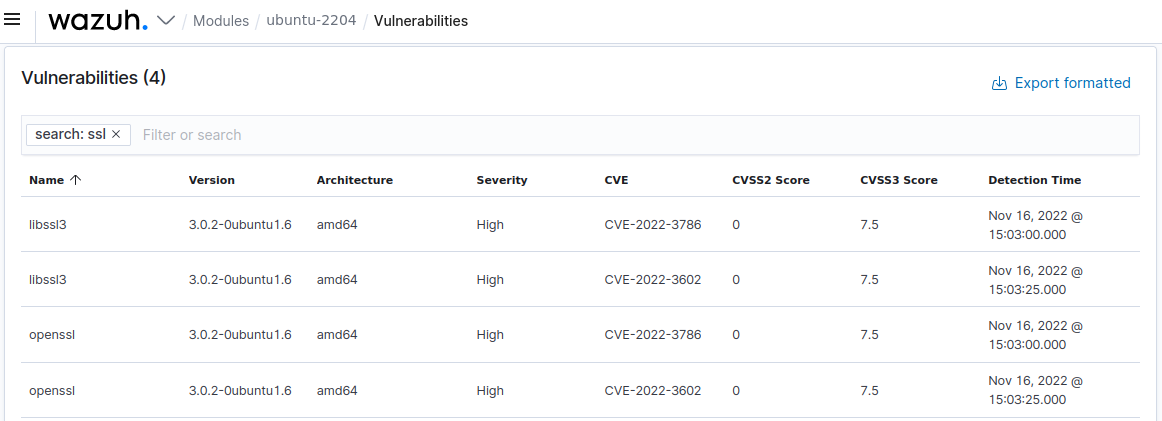 wazuh. / Modules / ubuntu-2204 / Vulnerabilities
Vulnerabilities (4)
Export formatted
search: ssl × Filter or search
Name ↑ Version Architecture Severity CVE CVSS2 Score CVSS3 Score Detection Time
libssl3 3.0.2-0ubuntu1.6 amd64 High CVE-2022-3786 0 7.5 Nov 16, 2022 @
15:03:00.000
libssl3 3.0.2-0ubuntu1.6 amd64 High CVE-2022-3602 0 7.5 Nov 16, 2022 @
15:03:25.000
openssl 3.0.2-0ubuntu1.6 amd64 High CVE-2022-3786 0 7.5 Nov 16, 2022 @
15:03:00.000
openssl 3.0.2-0ubuntu1.6 amd64 High CVE-2022-3602 0 7.5 Nov 16, 2022 @
15:03:25.000